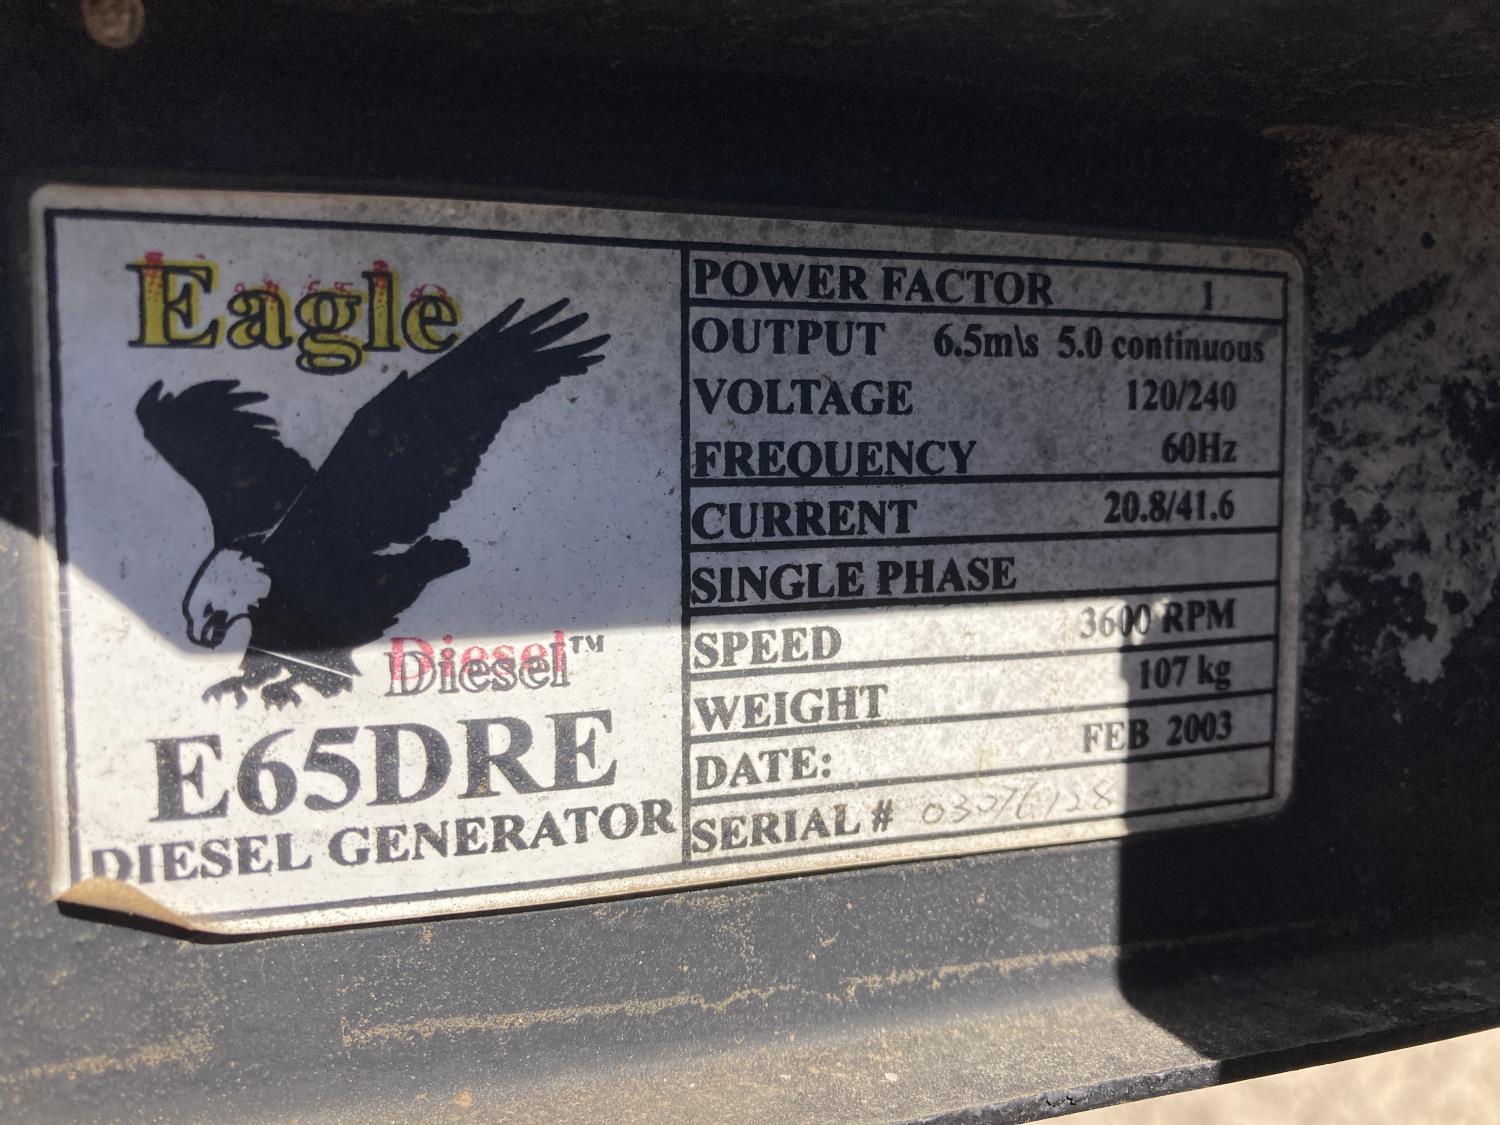 Eagle
Diesel™
E65DRE
DIESEL GENERATOR
POWER FACTOR 1
OUTPUT 6.5m\s 5.0 continuous
VOLTAGE 120/240
FREQUENCY 60Hz
CURRENT 20.8/41.6
SINGLE PHASE
SPEED 3600 RPM
WEIGHT 107 kg
DATE: FEB 2003
SERIAL #